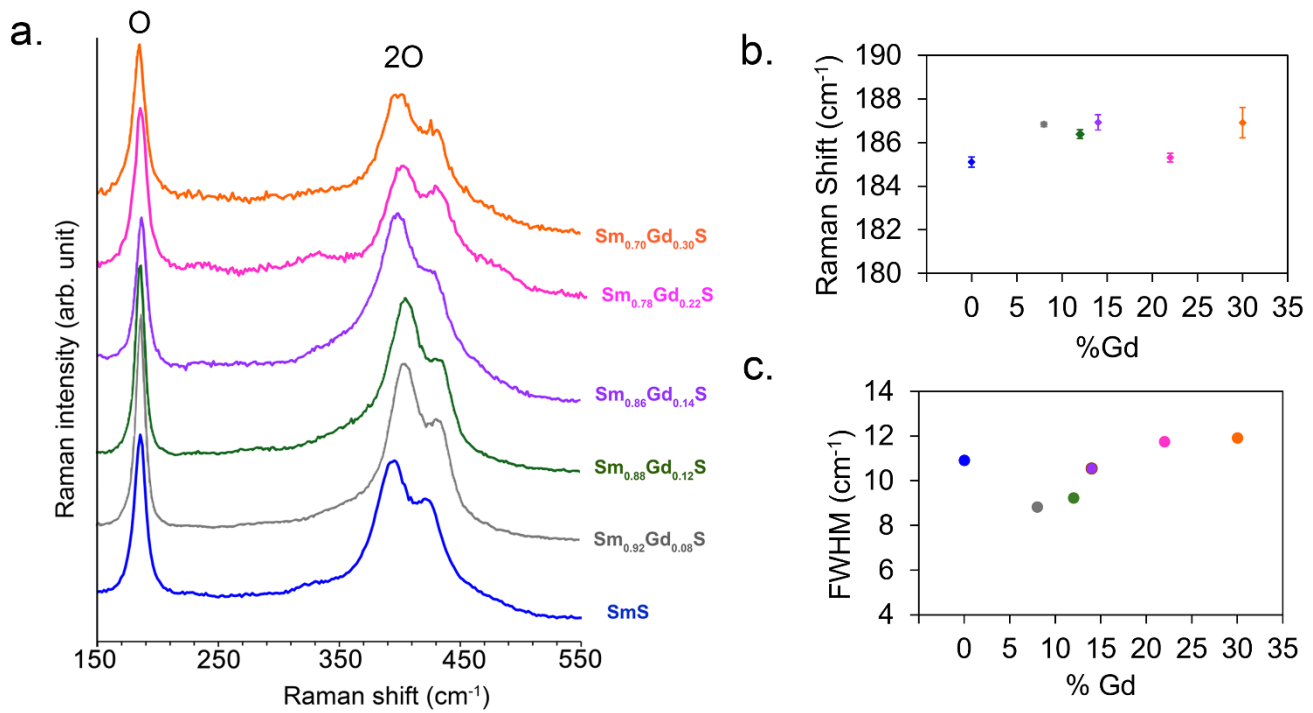 a.
O
2O
Raman intensity (arb. unit)
Sm0.70Gd0.30S
Sm0.78Gd0.22S
Sm0.86Gd0.14S
Sm0.88Gd0.12S
Sm0.92Gd0.08S
SmS
150 250 350 450 550
Raman shift (cm⁻¹)
b.
Raman Shift (cm⁻¹)
190
188
186
184
182
180
0 5 10 15 20 25 30 35
%Gd
c.
FWHM (cm⁻¹)
14
12
10
8
6
4
0 5 10 15 20 25 30 35
% Gd